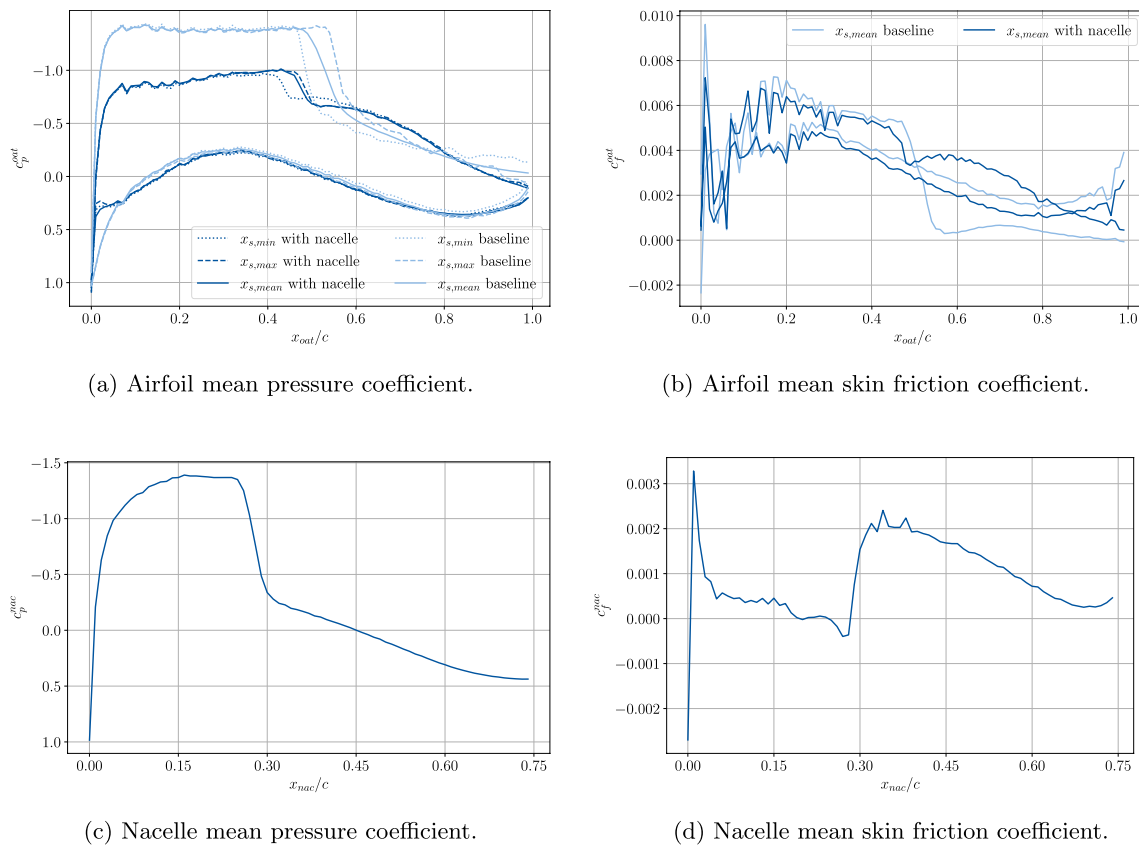 −1.0
−0.5
0.0
0.5
1.0
c_p^{oat}
0.0 0.2 0.4 0.6 0.8 1.0
x_{oat}/c
x_{s,min} with nacelle x_{s,min} baseline
x_{s,max} with nacelle x_{s,max} baseline
x_{s,mean} with nacelle x_{s,mean} baseline
(a) Airfoil mean pressure coefficient.
0.010
0.008
0.006
0.004
0.002
0.000
−0.002
c_f^{oat}
x_{s,mean} baseline x_{s,mean} with nacelle
0.0 0.2 0.4 0.6 0.8 1.0
x_{oat}/c
(b) Airfoil mean skin friction coefficient.
−1.5
−1.0
−0.5
0.0
0.5
1.0
c_p^{nac}
0.00 0.15 0.30 0.45 0.60 0.75
x_{nac}/c
(c) Nacelle mean pressure coefficient.
0.003
0.002
0.001
0.000
−0.001
−0.002
c_f^{nac}
0.00 0.15 0.30 0.45 0.60 0.75
x_{nac}/c
(d) Nacelle mean skin friction coefficient.